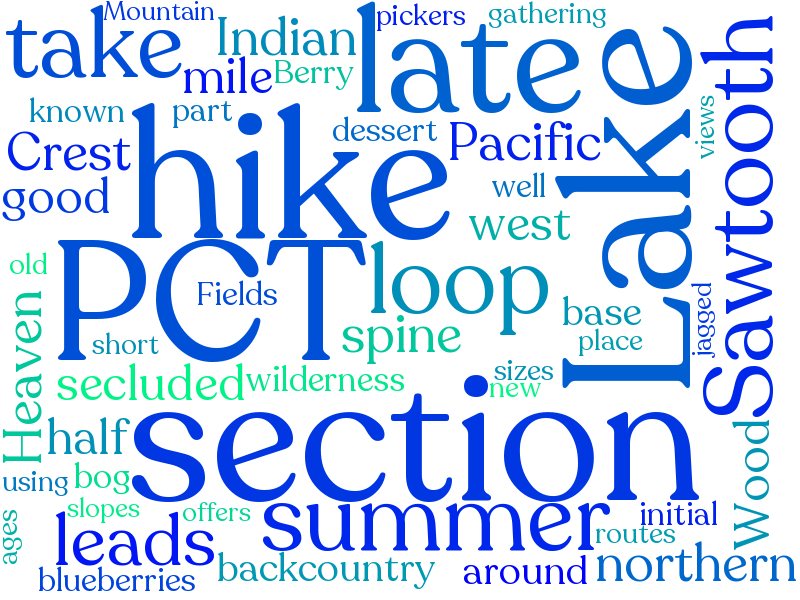 Mountain
pickers
gathering
take
Indian
late
mile
Berry
Lake
Sawtooth
known
part
hike
dessert
Pacific
views
Crest
good
well
west
PCT
loop
old
Fields
Heaven
short
spine
base
place
jagged
secluded
wilderness
sizes
new
section
half
bog
using
Wood
slopes
offers
summer
initial
ages
leads
routes
backcountry
around
northern
blueberries